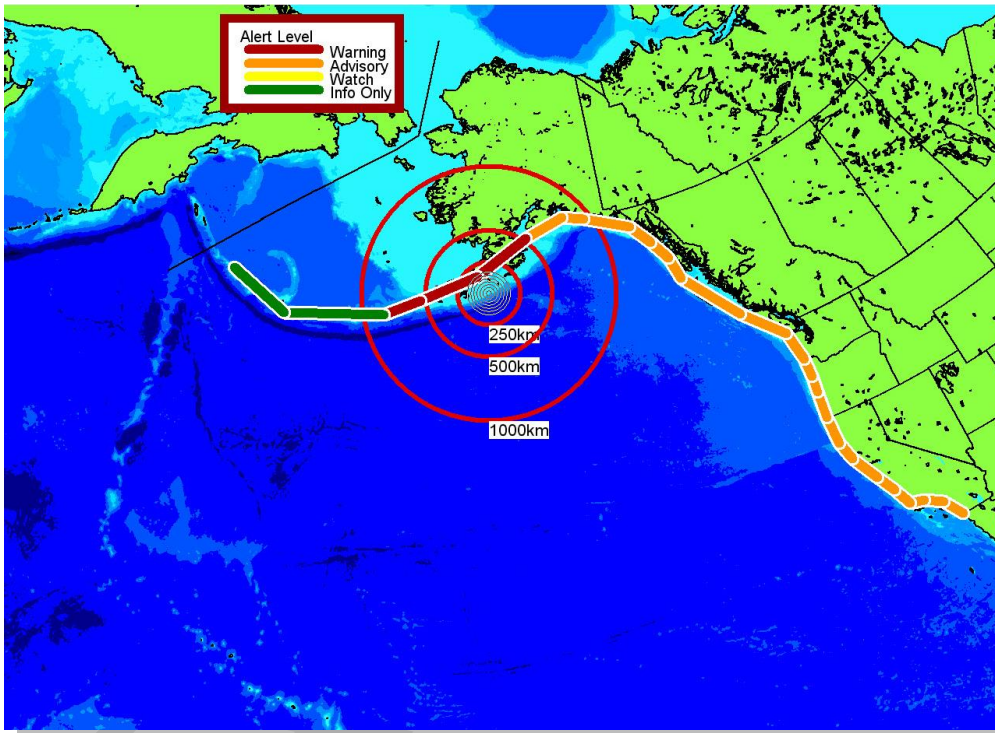 Alert Level
Warning
Advisory
Watch
Info Only
250km
500km
1000km